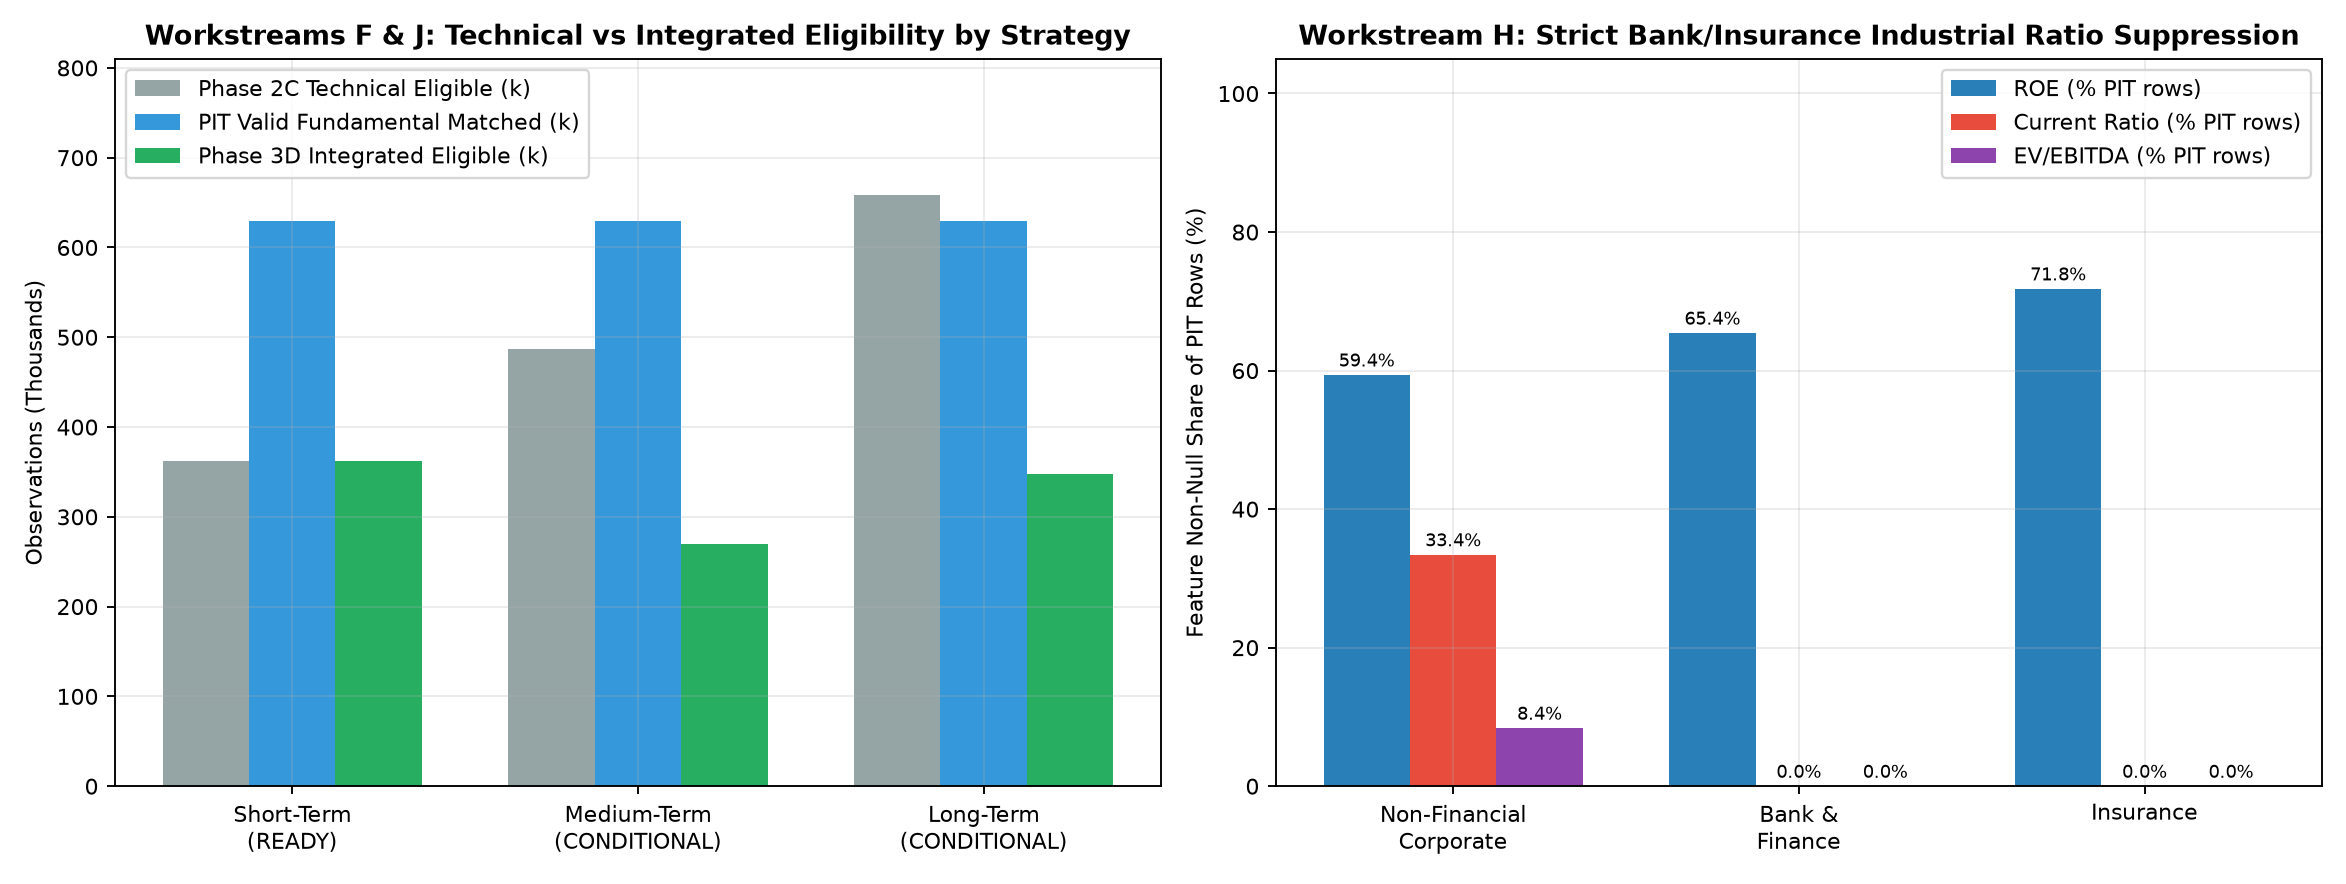 Workstreams F & J: Technical vs Integrated Eligibility by Strategy
Phase 2C Technical Eligible (k)
PIT Valid Fundamental Matched (k)
Phase 3D Integrated Eligible (k)
Observations (Thousands)
800
700
600
500
400
300
200
100
0
Short-Term
(READY)
Medium-Term
(CONDITIONAL)
Long-Term
(CONDITIONAL)
Workstream H: Strict Bank/Insurance Industrial Ratio Suppression
ROE (% PIT rows)
Current Ratio (% PIT rows)
EV/EBITDA (% PIT rows)
Feature Non-Null Share of PIT Rows (%)
100
80
60
40
20
0
59.4%
33.4%
8.4%
65.4%
0.0%
0.0%
71.8%
0.0%
0.0%
Non-Financial
Corporate
Bank &
Finance
Insurance